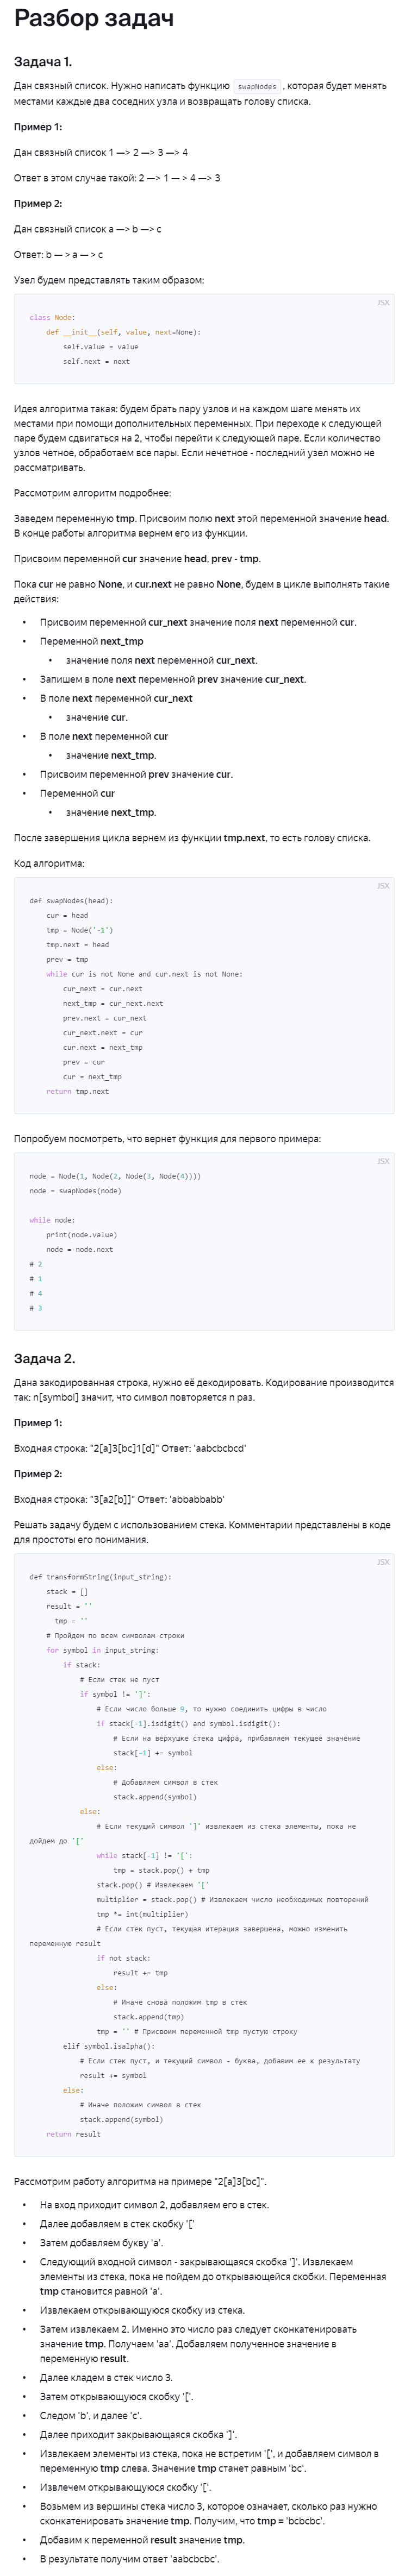 Разбор задач
Задача 1.
Дан связный список. Нужно написать функцию swapNodes, которая будет менять
местами каждые два соседних узла и возвращать голову списка.
Пример 1:
Дан связный список 1 —> 2 —> 3 —> 4
Ответ в этом случае такой: 2 —> 1 — > 4 —> 3
Пример 2:
Дан связный список a —> b —> c
Ответ: b — > a — > c
Узел будем представлять таким образом:
JSX
class Node:
    def __init__(self, value, next=None):
        self.value = value
        self.next = next
Идея алгоритма такая: будем брать пару узлов и на каждом шаге менять их
местами при помощи дополнительных переменных. При переходе к следующей
паре будем сдвигаться на 2, чтобы перейти к следующей паре. Если количество
узлов четное, обработаем все пары. Если нечетное - последний узел можно не
рассматривать.
Рассмотрим алгоритм подробнее:
Заведем переменную tmp. Присвоим полю next этой переменной значение head.
В конце работы алгоритма вернем его из функции.
Присвоим переменной cur значение head, prev - tmp.
Пока cur не равно None, и cur.next не равно None, будем в цикле выполнять такие
действия:
• Присвоим переменной cur_next значение поля next переменной cur.
• Переменной next_tmp
• значение поля next переменной cur_next.
• Запишем в поле next переменной prev значение cur_next.
• В поле next переменной cur_next
• значение cur.
• В поле next переменной cur
• значение next_tmp.
• Присвоим переменной prev значение cur.
• Переменной cur
• значение next_tmp.
После завершения цикла вернем из функции tmp.next, то есть голову списка.
Код алгоритма:
JSX
def swapNodes(head):
    cur = head
    tmp = Node('-1')
    tmp.next = head
    prev = tmp
    while cur is not None and cur.next is not None:
        cur_next = cur.next
        next_tmp = cur_next.next
        prev.next = cur_next
        cur_next.next = cur
        cur.next = next_tmp
        prev = cur
        cur = next_tmp
    return tmp.next
Попробуем посмотреть, что вернет функция для первого примера:
JSX
node = Node(1, Node(2, Node(3, Node(4))))
node = swapNodes(node)
while node:
    print(node.value)
    node = node.next
# 2
# 1
# 4
# 3
Задача 2.
Дана закодированная строка, нужно её декодировать. Кодирование производится
так: n[symbol] значит, что символ повторяется n раз.
Пример 1:
Входная строка: "2[a]3[bc]1[d]" Ответ: 'aabcbcbcd'
Пример 2:
Входная строка: "3[a2[b]]" Ответ: 'abbabbabb'
Решать задачу будем с использованием стека. Комментарии представлены в коде
для простоты его понимания.
JSX
def transformString(input_string):
    stack = []
    result = ''
      tmp = ''
    # Пройдем по всем символам строки
    for symbol in input_string:
        if stack:
            # Если стек не пуст
            if symbol != ']':
                # Если число больше 9, то нужно соединить цифры в число
                if stack[-1].isdigit() and symbol.isdigit():
                    # Если на верхушке стека цифра, прибавляем текущее значение
                    stack[-1] += symbol
                else:
                    # Добавляем символ в стек
                    stack.append(symbol)
            else:
                # Если текущий символ ']' извлекаем из стека элементы, пока не
дойдем до '['
                while stack[-1] != '[':
                    tmp = stack.pop() + tmp
                stack.pop() # Извлекаем '['
                multiplier = stack.pop() # Извлекаем число необходимых повторений
                tmp *= int(multiplier)
                # Если стек пуст, текущая итерация завершена, можно изменить
переменную result
                if not stack:
                    result += tmp
                else:
                    # Иначе снова положим tmp в стек
                    stack.append(tmp)
                tmp = '' # Присвоим переменной tmp пустую строку
        elif symbol.isalpha():
            # Если стек пуст, и текущий символ - буква, добавим ее к результату
            result += symbol
        else:
            # Иначе положим символ в стек
            stack.append(symbol)
    return result
Рассмотрим работу алгоритма на примере "2[a]3[bc]".
• На вход приходит символ 2, добавляем его в стек.
• Далее добавляем в стек скобку '['
• Затем добавляем букву 'a'.
• Следующий входной символ - закрывающаяся скобка ']'. Извлекаем
элементы из стека, пока не пойдем до открывающейся скобки. Переменная
tmp становится равной 'a'.
• Извлекаем открывающуюся скобку из стека.
• Затем извлекаем 2. Именно это число раз следует сконкатенировать
значение tmp. Получаем 'aa'. Добавляем полученное значение в
переменную result.
• Далее кладем в стек число 3.
• Затем открывающуюся скобку '['.
• Следом 'b', и далее 'c'.
• Далее приходит закрывающаяся скобка ']'.
• Извлекаем элементы из стека, пока не встретим '[', и добавляем символ в
переменную tmp слева. Значение tmp станет равным 'bc'.
• Извлечем открывающуюся скобку '['.
• Возьмем из вершины стека число 3, которое означает, сколько раз нужно
сконкатенировать значение tmp. Получим, что tmp = 'bcbcbc'.
• Добавим к переменной result значение tmp.
• В результате получим ответ 'aabcbcbc'.